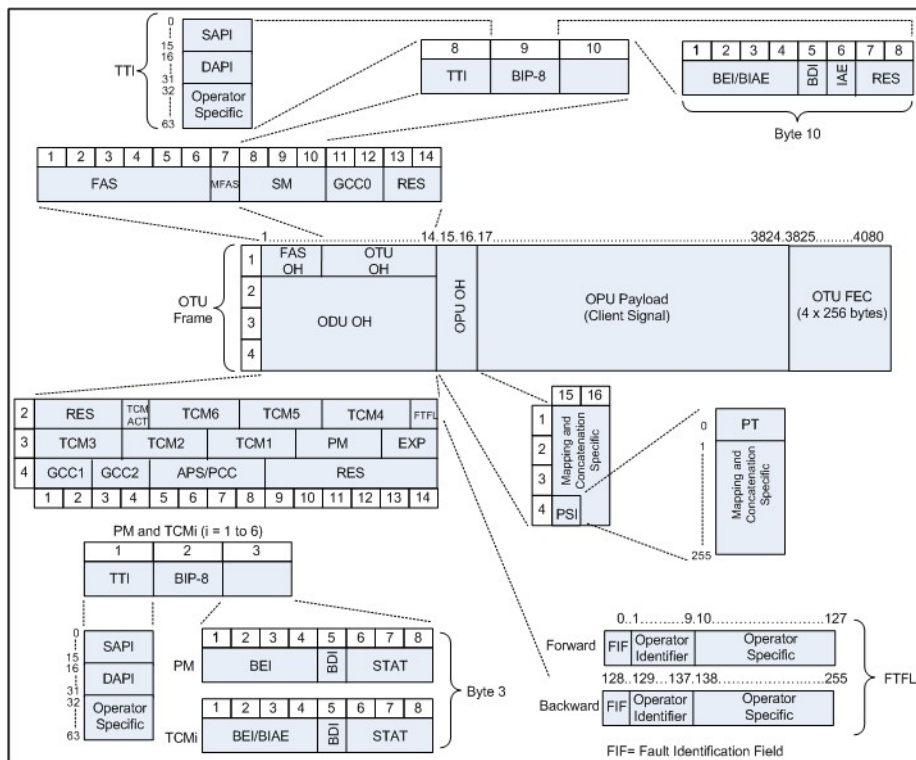 0
SAPI
15
16
DAPI
31
32
Operator
Specific
63
TTI
8 9 10
TTI BIP-8
1 2 3 4 5 6 7 8
BEI/BIAE BDI IAE RES
Byte 10
1 2 3 4 5 6 7 8 9 10 11 12 13 14
FAS MFAS SM GCC0 RES
1............................14.15.16.17......................................................3824.3825..........4080
OTU
Frame
1 FAS OH OTU OH
2
3
4
ODU OH
OPU OH
OPU Payload
(Client Signal)
OTU FEC
(4 x 256 bytes)
2 RES TCM ACT TCM6 TCM5 TCM4 FTFL
3 TCM3 TCM2 TCM1 PM EXP
4 GCC1 GCC2 APS/PCC RES
1 2 3 4 5 6 7 8 9 10 11 12 13 14
15 16
1
2
3
4
Mapping and
Concatenation
Specific
PSI
0 PT
1
Mapping and
Concatenation
Specific
255
PM and TCMi (i = 1 to 6)
1 2 3
TTI BIP-8
0
SAPI
15
16
DAPI
31
32
Operator
Specific
63
PM
1 2 3 4 5 6 7 8
BEI BDI STAT
TCMi
1 2 3 4 5 6 7 8
BEI/BIAE BDI STAT
Byte 3
0..1..............9.10..............................127
Forward FIF Operator Identifier Operator Specific
128..129....137.138..........................255
Backward FIF Operator Identifier Operator Specific
FTFL
FIF= Fault Identification Field